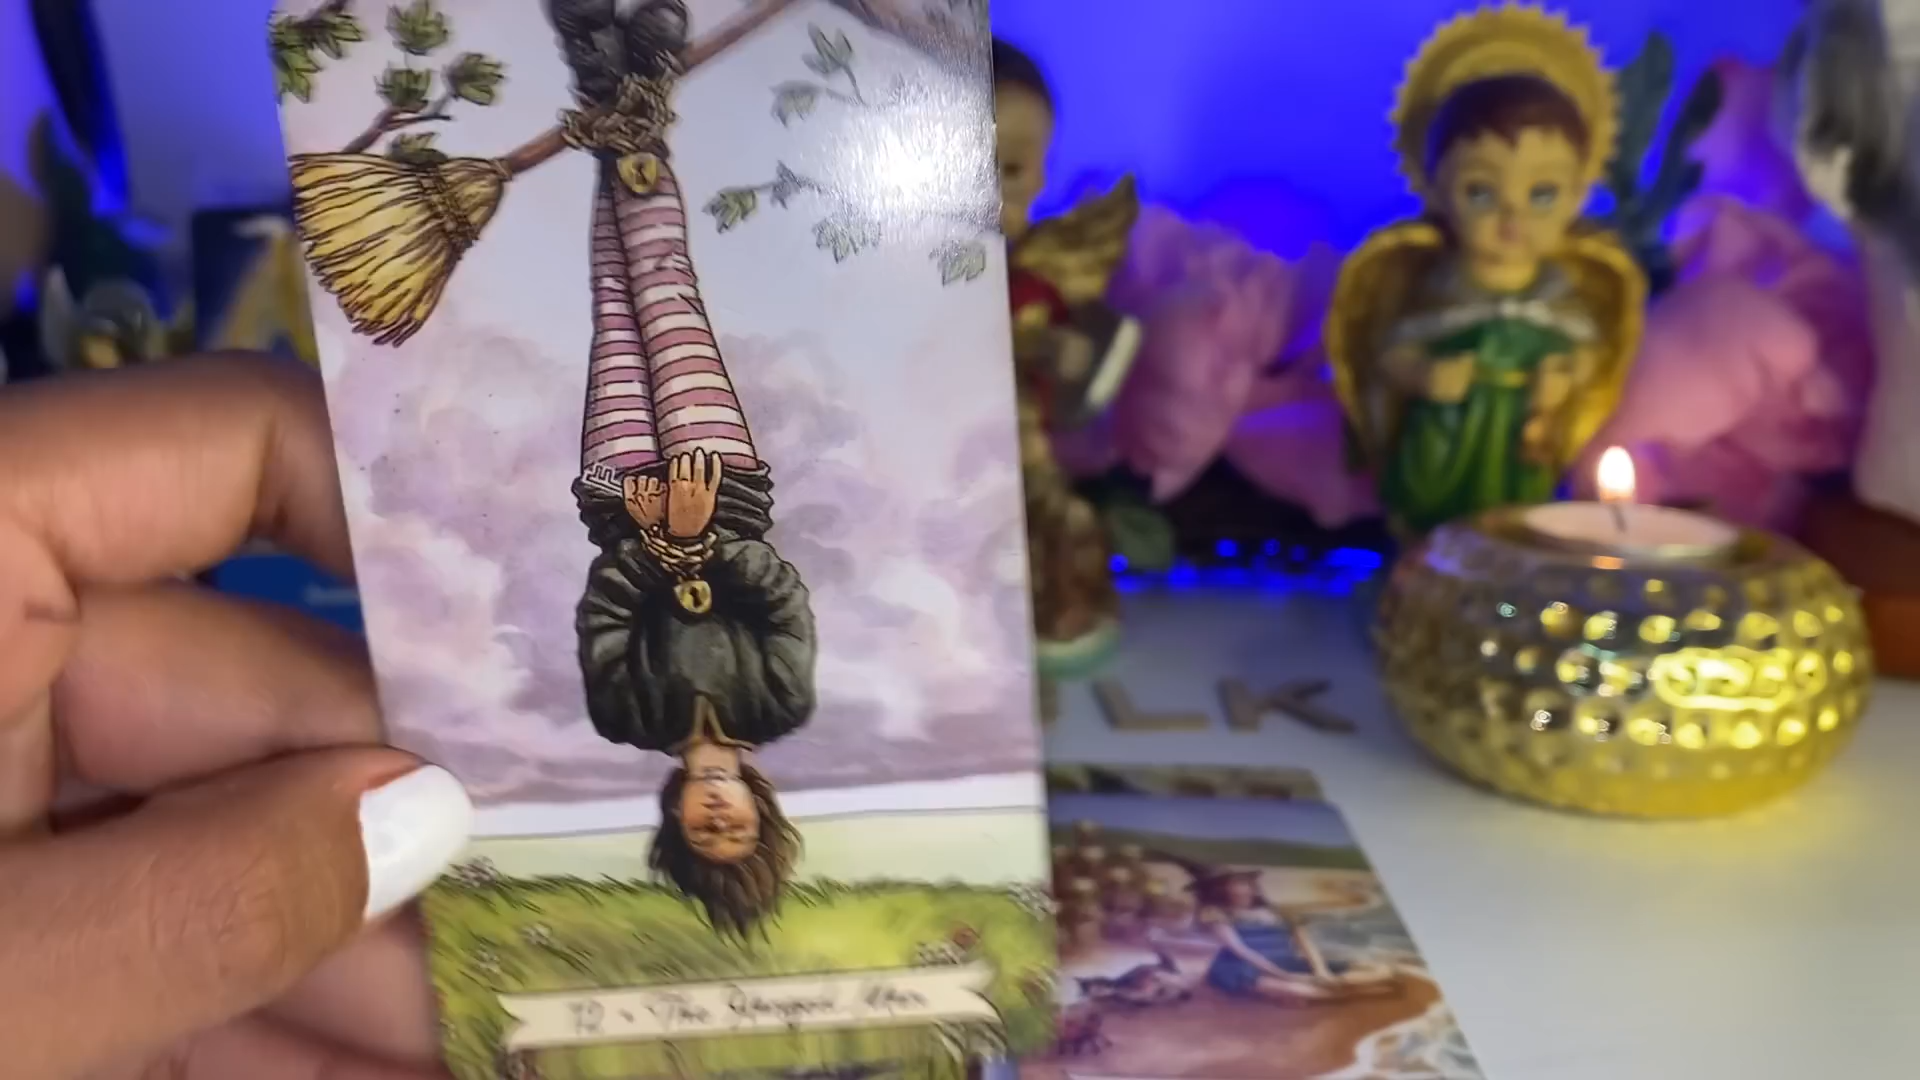 12 • The Hanged Man
LK